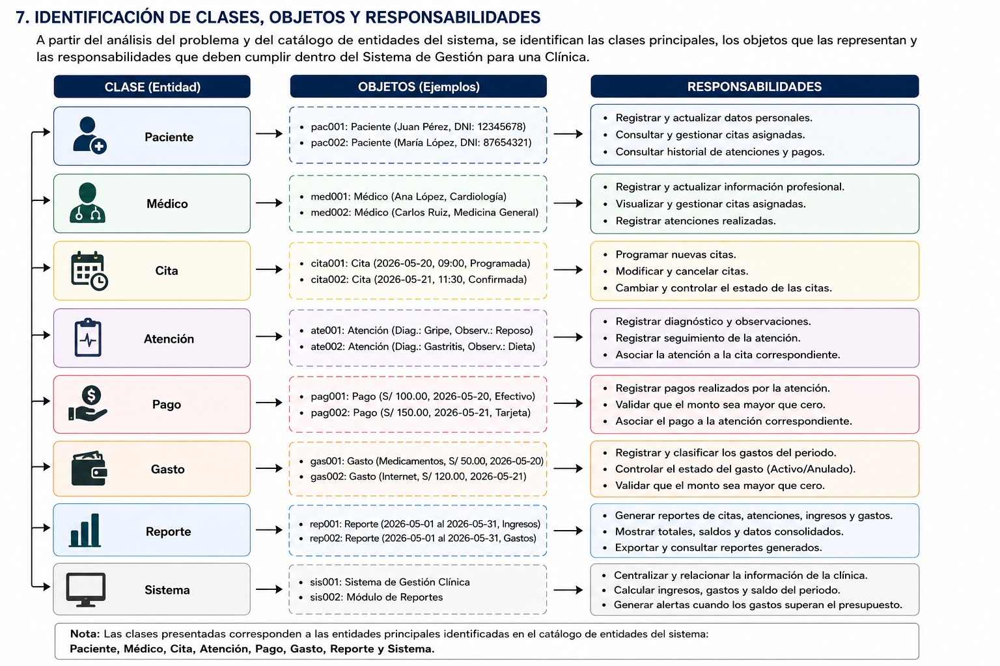 7. IDENTIFICACIÓN DE CLASES, OBJETOS Y RESPONSABILIDADES
A partir del análisis del problema y del catálogo de entidades del sistema, se identifican las clases principales, los objetos que las representan y
las responsabilidades que deben cumplir dentro del Sistema de Gestión para una Clínica.
CLASE (Entidad)
OBJETOS (Ejemplos)
RESPONSABILIDADES
Paciente
• pac001: Paciente (Juan Pérez, DNI: 12345678)
• pac002: Paciente (María López, DNI: 87654321)
• Registrar y actualizar datos personales.
• Consultar y gestionar citas asignadas.
• Consultar historial de atenciones y pagos.
Médico
• med001: Médico (Ana López, Cardiología)
• med002: Médico (Carlos Ruiz, Medicina General)
• Registrar y actualizar información profesional.
• Visualizar y gestionar citas asignadas.
• Registrar atenciones realizadas.
Cita
• cita001: Cita (2026-05-20, 09:00, Programada)
• cita002: Cita (2026-05-21, 11:30, Confirmada)
• Programar nuevas citas.
• Modificar y cancelar citas.
• Cambiar y controlar el estado de las citas.
Atención
• ate001: Atención (Diag.: Gripe, Observ.: Reposo)
• ate002: Atención (Diag.: Gastritis, Observ.: Dieta)
• Registrar diagnóstico y observaciones.
• Registrar seguimiento de la atención.
• Asociar la atención a la cita correspondiente.
$
Pago
• pag001: Pago (S/ 100.00, 2026-05-20, Efectivo)
• pag002: Pago (S/ 150.00, 2026-05-21, Tarjeta)
• Registrar pagos realizados por la atención.
• Validar que el monto sea mayor que cero.
• Asociar el pago a la atención correspondiente.
Gasto
• gas001: Gasto (Medicamentos, S/ 50.00, 2026-05-20)
• gas002: Gasto (Internet, S/ 120.00, 2026-05-21)
• Registrar y clasificar los gastos del periodo.
• Controlar el estado del gasto (Activo/Anulado).
• Validar que el monto sea mayor que cero.
Reporte
• rep001: Reporte (2026-05-01 al 2026-05-31, Ingresos)
• rep002: Reporte (2026-05-01 al 2026-05-31, Gastos)
• Generar reportes de citas, atenciones, ingresos y gastos.
• Mostrar totales, saldos y datos consolidados.
• Exportar y consultar reportes generados.
Sistema
• sis001: Sistema de Gestión Clínica
• sis002: Módulo de Reportes
• Centralizar y relacionar la información de la clínica.
• Calcular ingresos, gastos y saldo del periodo.
• Generar alertas cuando los gastos superan el presupuesto.
Nota: Las clases presentadas corresponden a las entidades principales identificadas en el catálogo de entidades del sistema:
Paciente, Médico, Cita, Atención, Pago, Gasto, Reporte y Sistema.